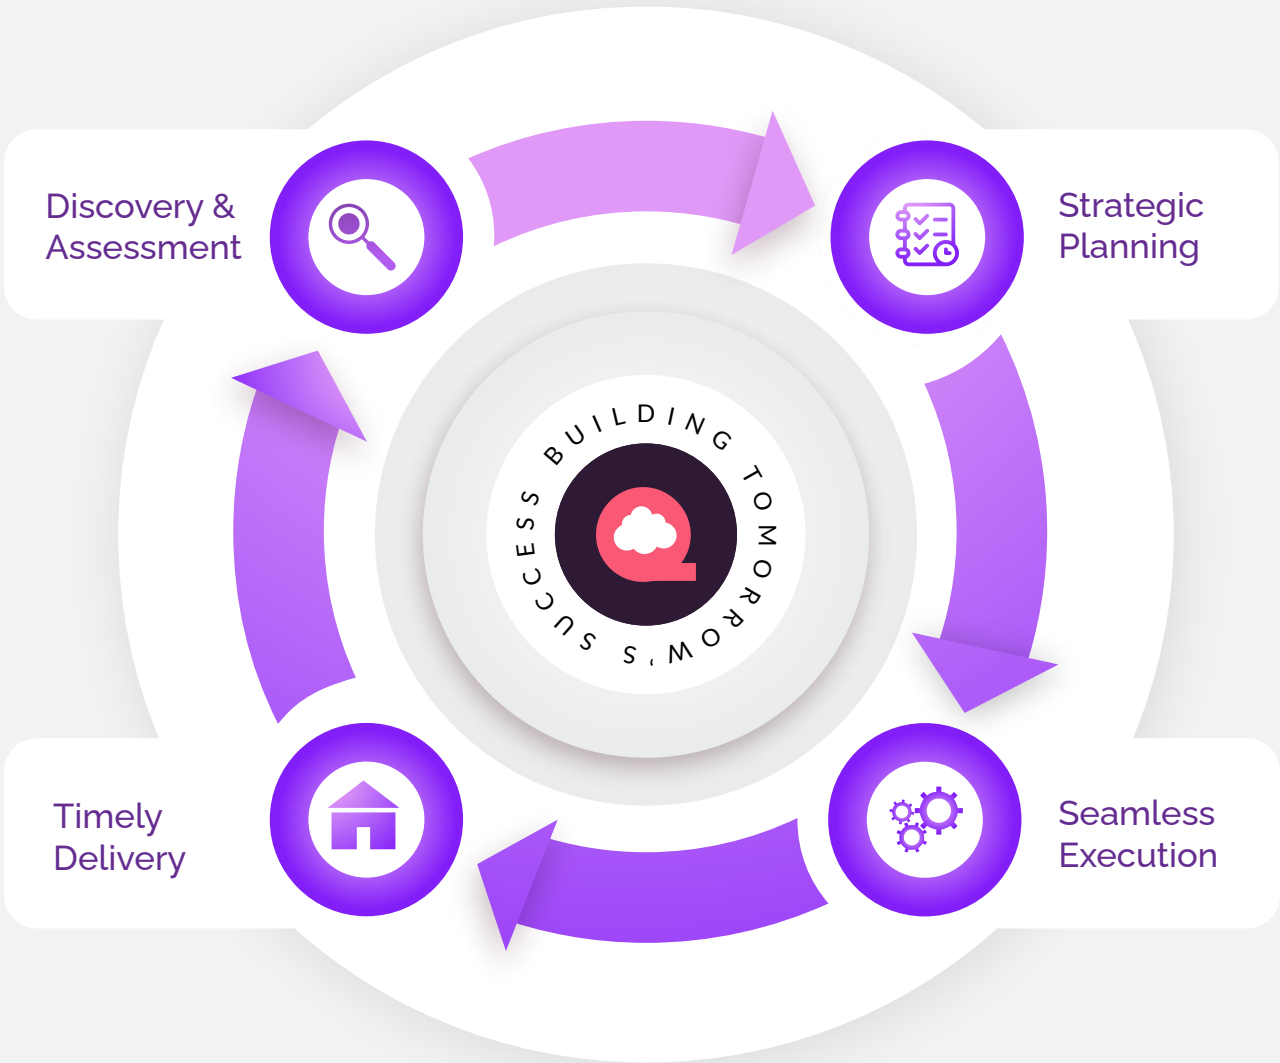 Discovery &
Assessment
Strategic
Planning
BUILDING TOMORROW'S SUCCESS
Timely
Delivery
Seamless
Execution